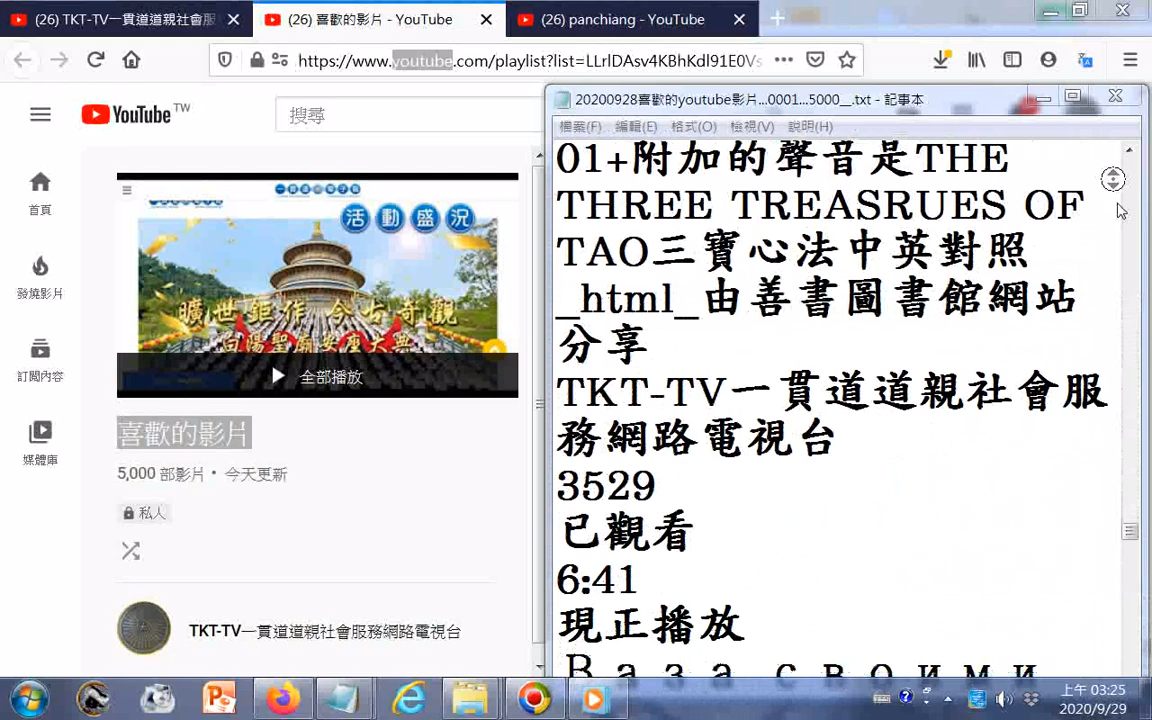 (26) TKT-TV一貫道道親社會服
(26) 喜歡的影片 - YouTube
(26) panchiang - YouTube
https://www.youtube.com/playlist?list=LLrlDAsv4KBhKdl91E0Vs
YouTube TW
搜尋
首頁
發燒影片
訂閱內容
媒體庫
活動盛況
曠世鉅作 今古奇觀
白陽聖廟安座大典
全部播放
喜歡的影片
5,000 部影片・今天更新
私人
TKT-TV一貫道道親社會服務網路電視台
20200928喜歡的youtube影片...0001...5000__.txt - 記事本
檔案(F) 編輯(E) 格式(O) 檢視(V) 說明(H)
01+附加的聲音是THE
THREE TREASRUES OF
TAO三寶心法中英對照
_html_由善書圖書館網站
分享
TKT-TV一貫道道親社會服
務網路電視台
3529
已觀看
6:41
現正播放
В а з а с в о и м и
上午 03:25
2020/9/29